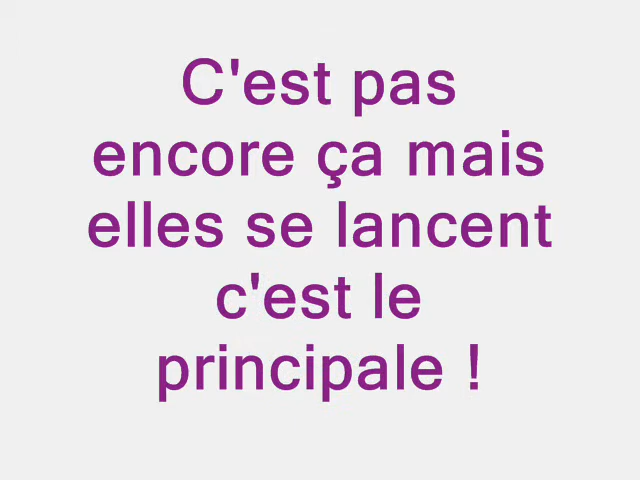 C'est pas
encore ça mais
elles se lancent
c'est le
principale !